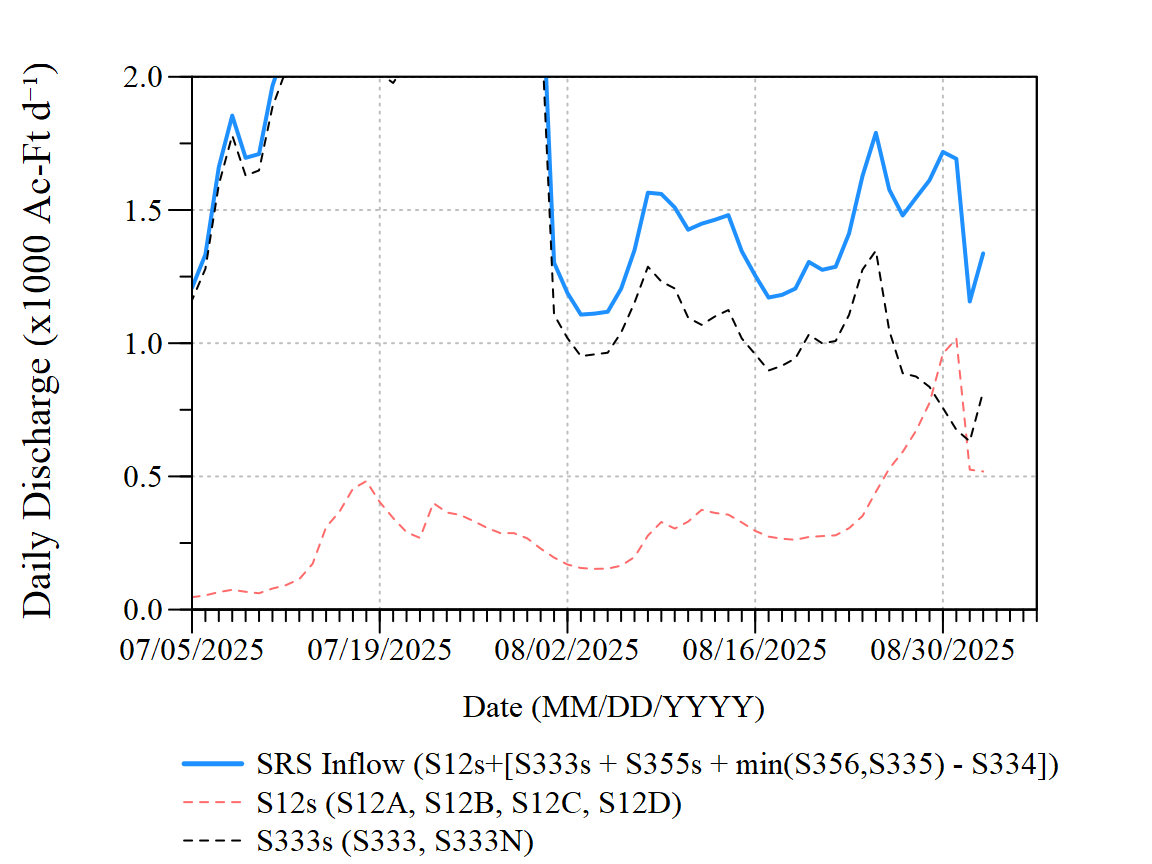 Daily Discharge (x1000 Ac-Ft d⁻¹)
2.0
1.5
1.0
0.5
0.0
07/05/2025 07/19/2025 08/02/2025 08/16/2025 08/30/2025
Date (MM/DD/YYYY)
SRS Inflow (S12s+[S333s + S355s + min(S356,S335) - S334])
S12s (S12A, S12B, S12C, S12D)
S333s (S333, S333N)